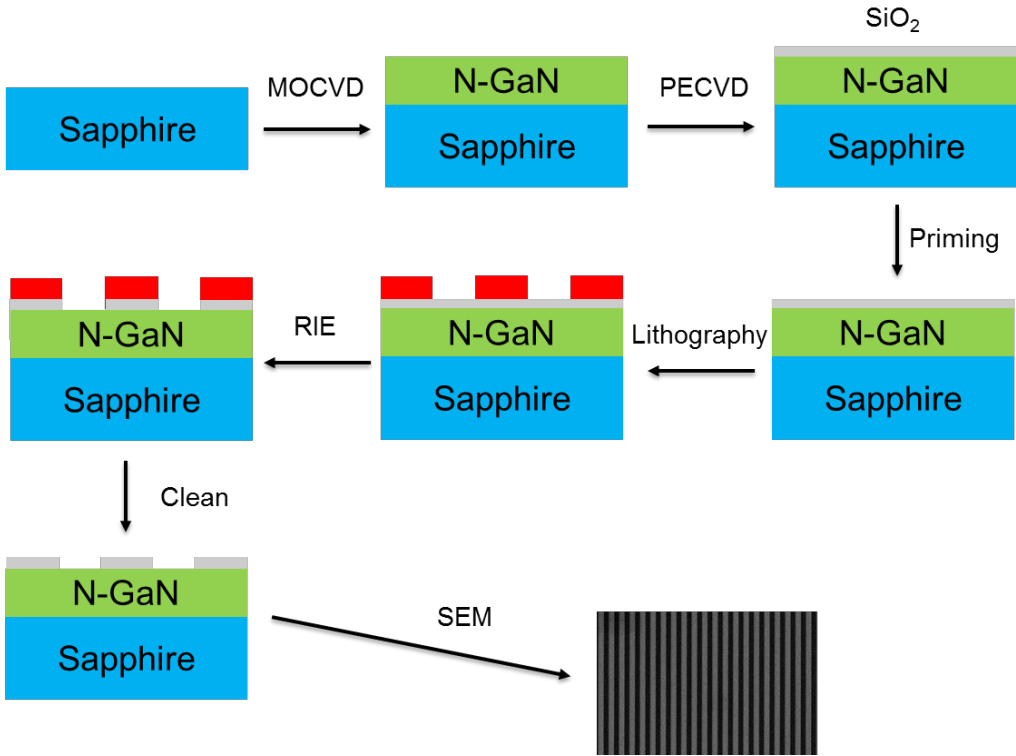 SiO₂
MOCVD
PECVD
Sapphire
N-GaN
Sapphire
N-GaN
Sapphire
Priming
N-GaN
Sapphire
Lithography
N-GaN
Sapphire
RIE
N-GaN
Sapphire
Clean
N-GaN
Sapphire
SEM